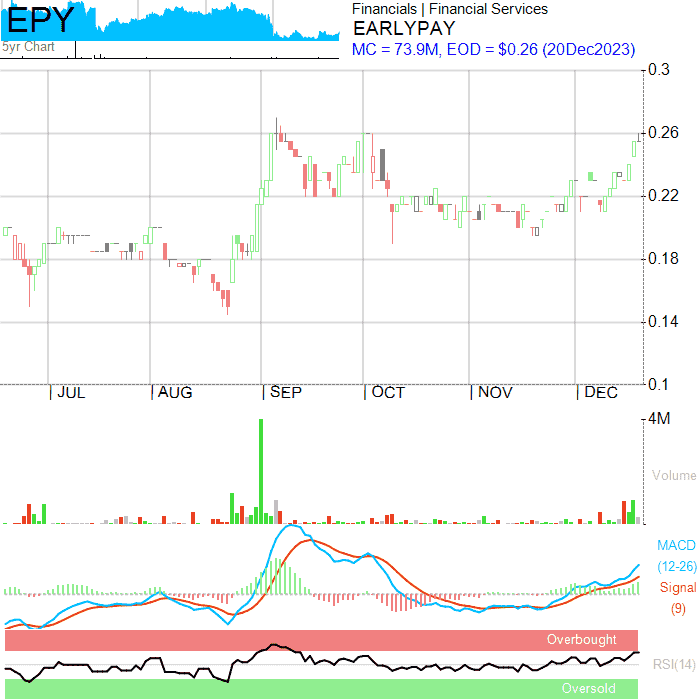 EPY
5yr Chart
Financials | Financial Services
EARLYPAY
MC = 73.9M, EOD = $0.26 (20Dec2023)
0.3
0.26
0.22
0.18
0.14
0.1
JUL
AUG
SEP
OCT
NOV
DEC
4M
Volume
MACD
(12-26)
Signal
(9)
Overbought
RSI(14)
Oversold